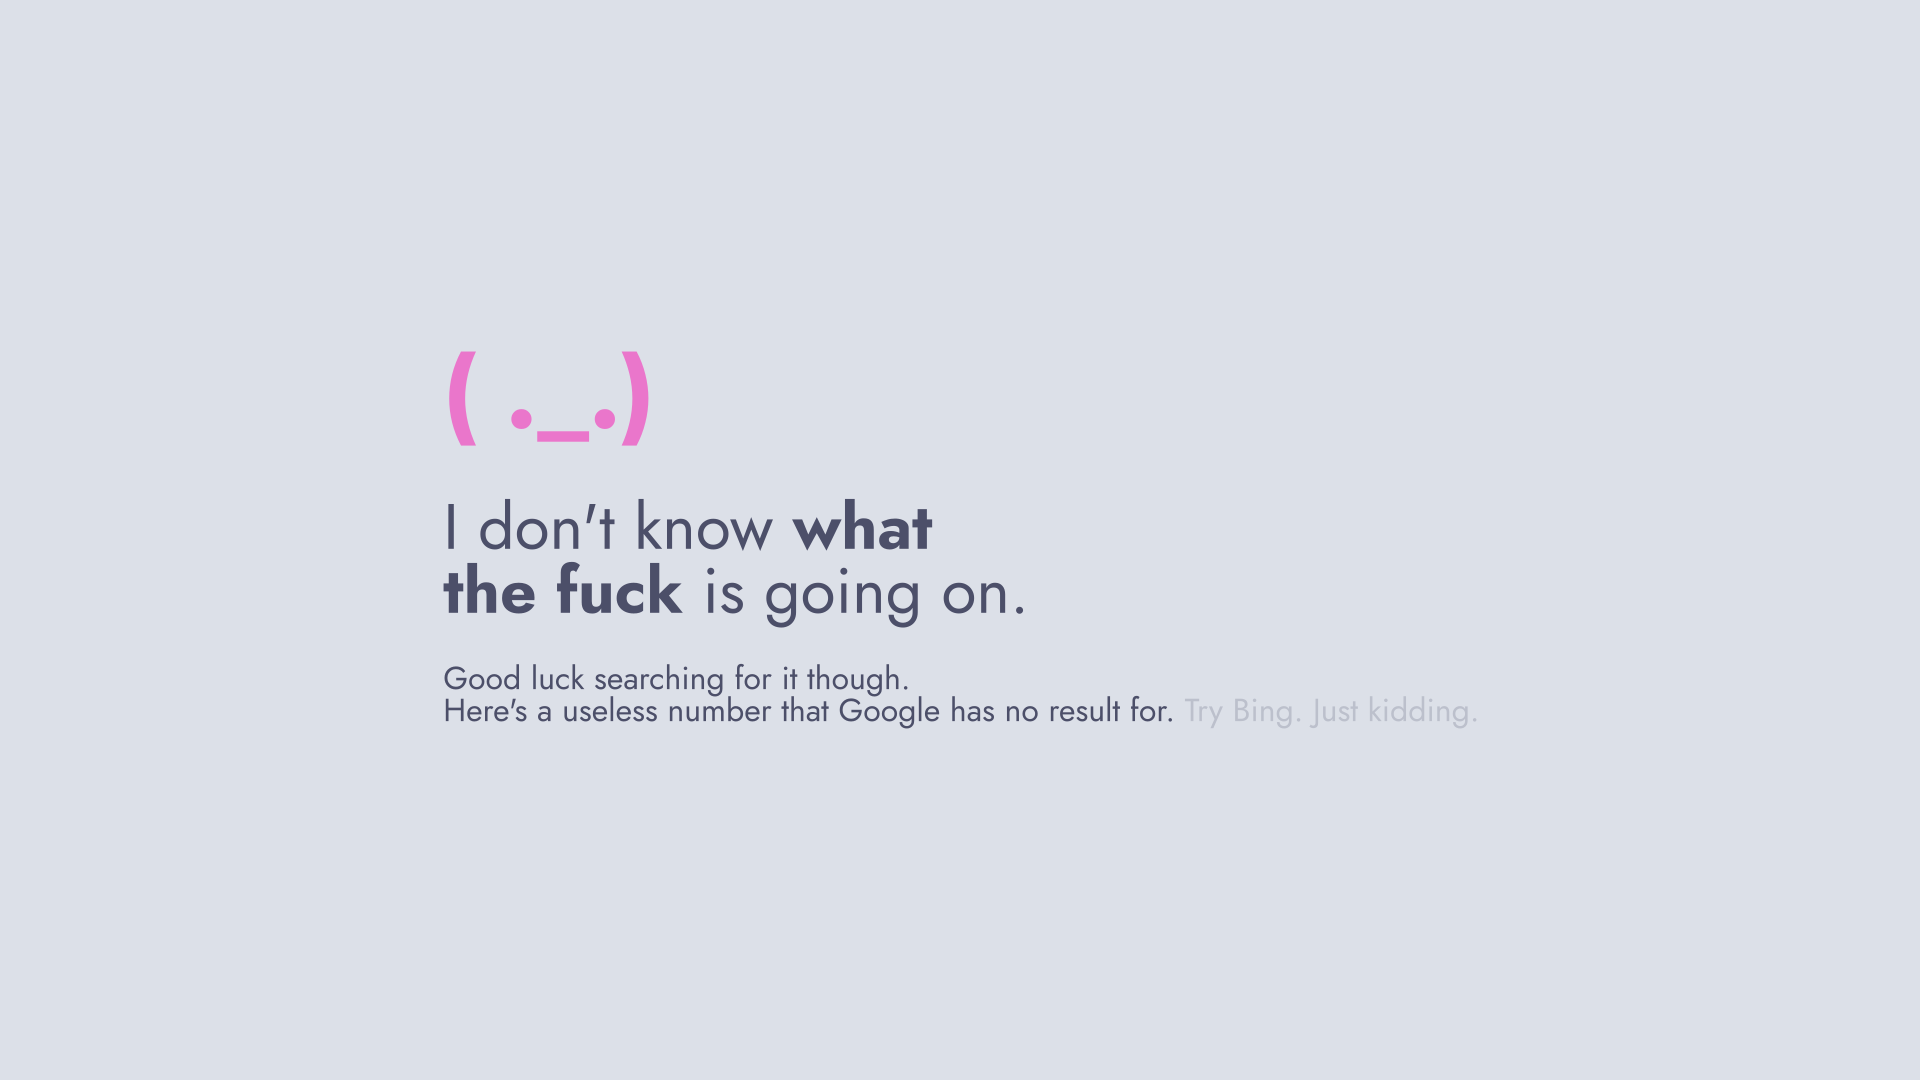 ( ._.)
I don't know what
the fuck is going on.
Good luck searching for it though.
Here's a useless number that Google has no result for. Try Bing. Just kidding.